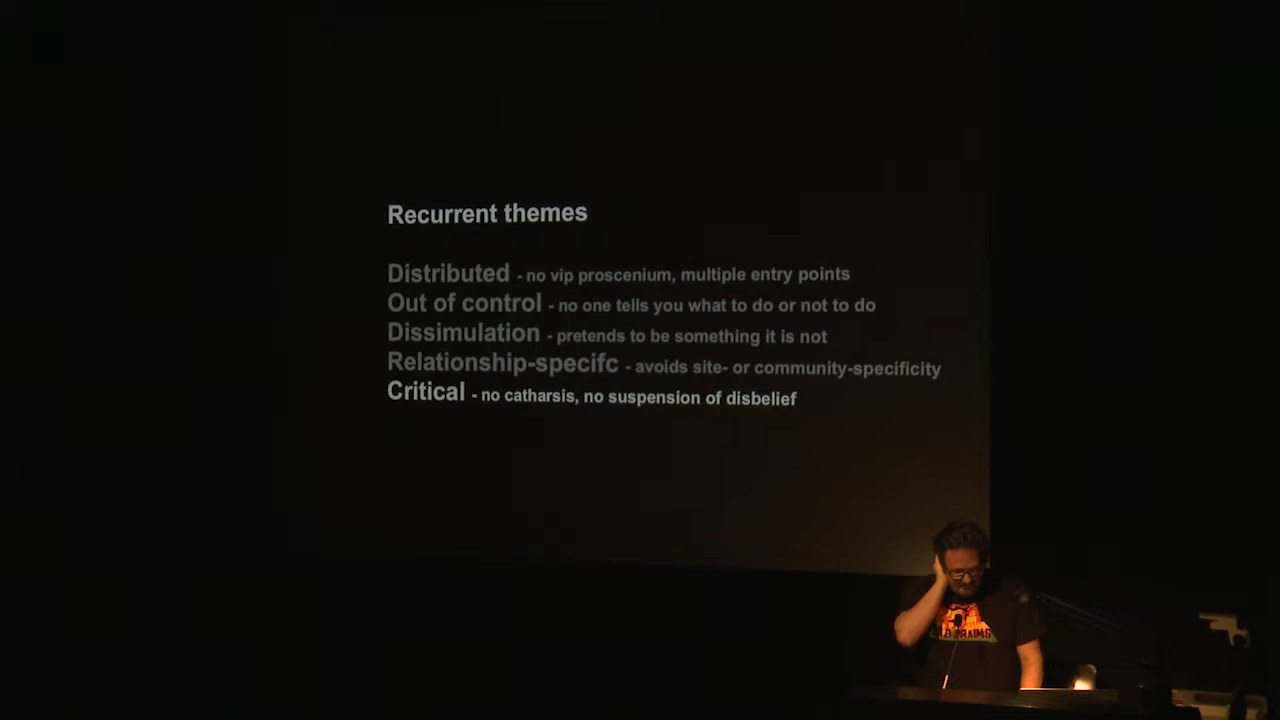 Recurrent themes
Distributed - no vip proscenium, multiple entry points
Out of control - no one tells you what to do or not to do
Dissimulation - pretends to be something it is not
Relationship-specifc - avoids site- or community-specificity
Critical - no catharsis, no suspension of disbelief